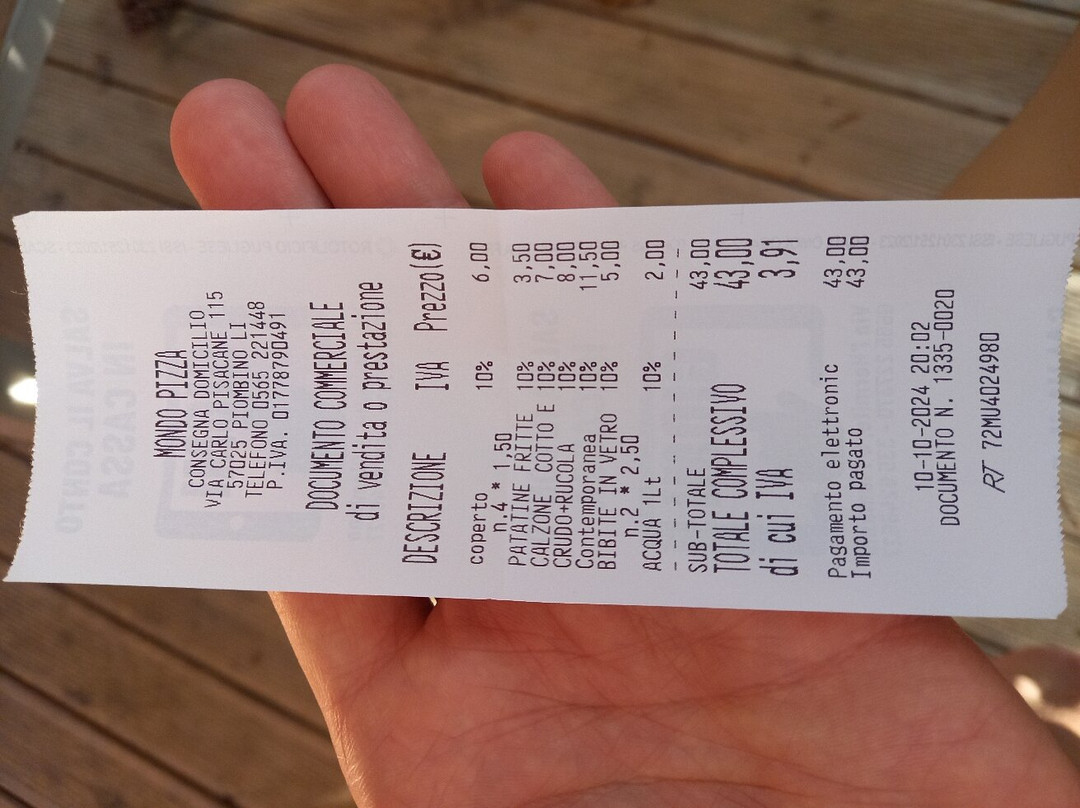 MONDO PIZZA
CONSEGNA DOMICILIO
VIA CARLO PISACANE 115
57025 PIOMBINO LI
TELEFONO 0565 221448
P.IVA. 01778790491
DOCUMENTO COMMERCIALE
di vendita o prestazione
DESCRIZIONE IVA Prezzo(€)
coperto 10% 6,00
n.4 * 1,50
PATATINE FRITTE 10% 3,50
CALZONE COTTO E 10% 7,00
CRUDO+RUCOLA 10% 8,00
Contemporanea 10% 11,50
BIBITE IN VETRO 10% 5,00
n.2 * 2,50
ACQUA 1Lt 10% 2,00
SUB-TOTALE 43,00
TOTALE COMPLESSIVO 43,00
di cui IVA 3,91
Pagamento elettronic 43,00
Importo pagato 43,00
10-10-2024 20:02
DOCUMENTO N. 1335-0020
RT 72MU4024980
SALVA IL CONTO
IN CASSA